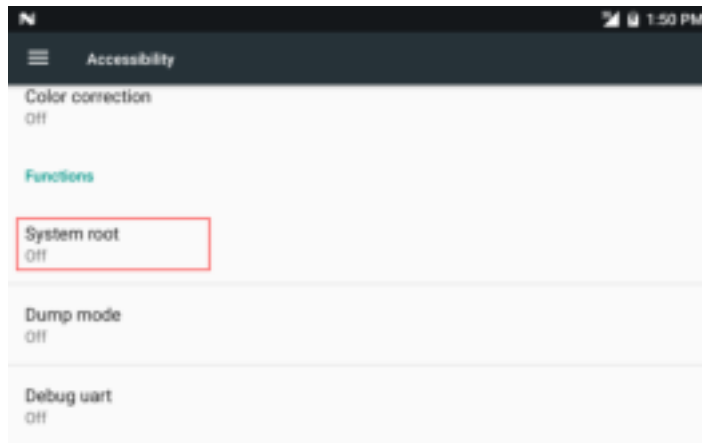 1:50 PM
Accessibility
Color correction
Off
Functions
System root
Off
Dump mode
Off
Debug uart
Off